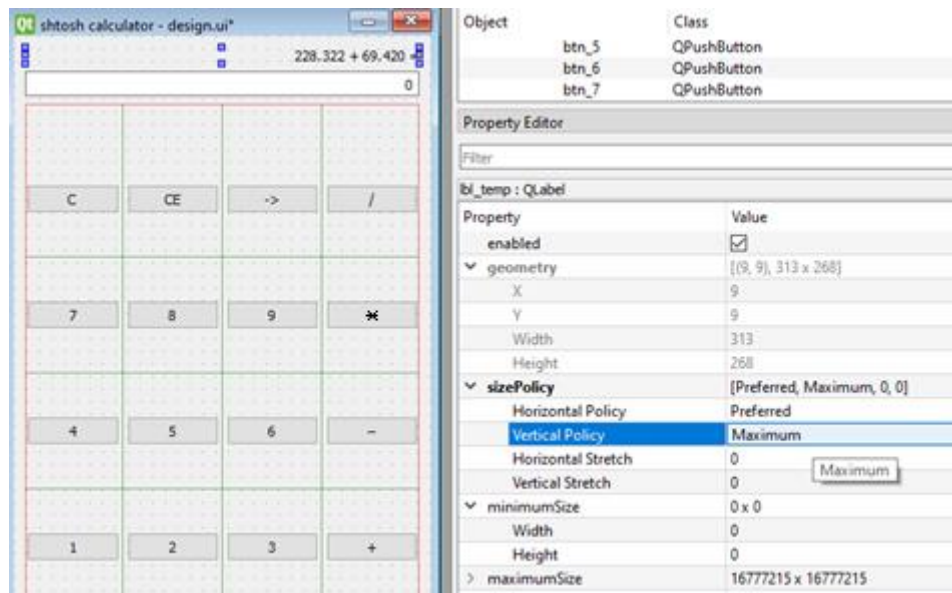 shtosh calculator - design.ui*
228.322 + 69.420 =
0
C CE -> /
7 8 9 *
4 5 6 -
1 2 3 +
Object Class
btn_5 QPushButton
btn_6 QPushButton
btn_7 QPushButton
Property Editor
Filter
lbl_temp : QLabel
Property Value
enabled
geometry [(9, 9), 313 x 268]
X 9
Y 9
Width 313
Height 268
sizePolicy [Preferred, Maximum, 0, 0]
Horizontal Policy Preferred
Vertical Policy Maximum
Horizontal Stretch 0
Maximum
Vertical Stretch 0
minimumSize 0 x 0
Width 0
Height 0
maximumSize 16777215 x 16777215